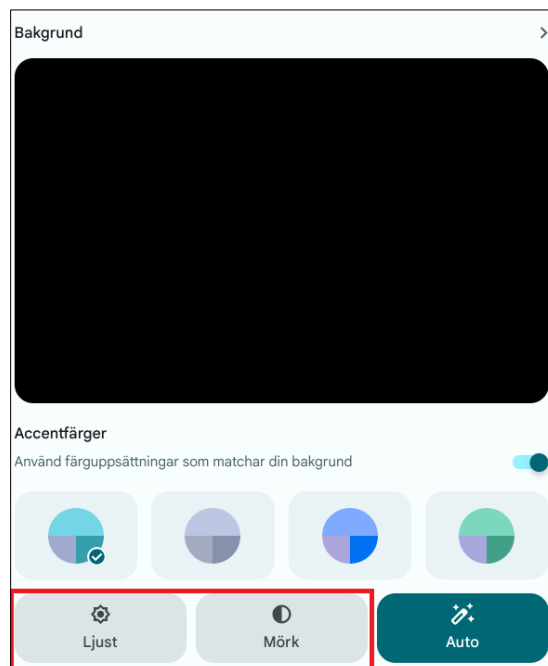 Bakgrund
Accentfärger
Använd färguppsättningar som matchar din bakgrund
Ljust
Mörk
Auto